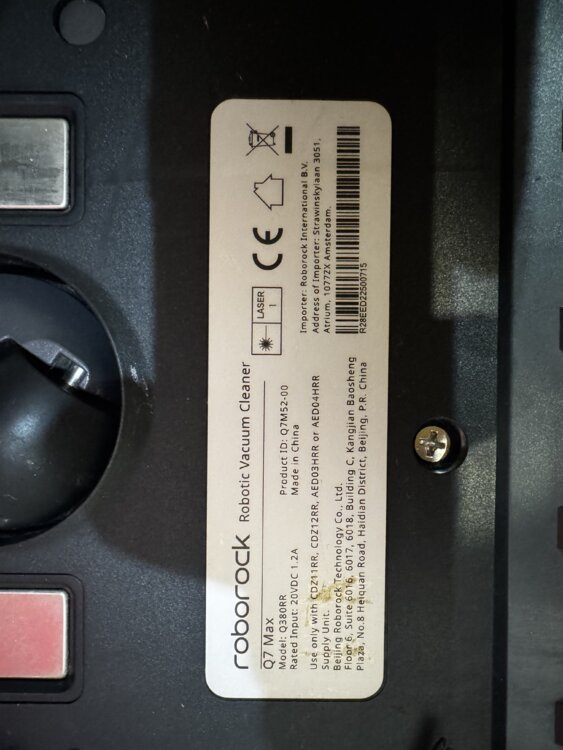 roborock Robotic Vacuum Cleaner
Q7 Max
Model: Q380RR
Product ID: Q7M52-00
Rated Input: 20VDC 1.2A
Made in China
Use only with CDZ11RR, CDZ12RR, AED03HRR or AED04HRR
Supply Unit.
Beijing Roborock Technology Co., Ltd.
Floor 6, Suite 6016, 6017, 6018, Building C, Kangjian Baosheng
Plaza, No.8 Heiquan Road, Haidian District, Beijing, P.R. China
LASER
1
CE
Importer: Roborock International B.V.
Address of Importer: Strawinskylaan 3051,
Atrium, 1077ZX Amsterdam.
R28EED22500715